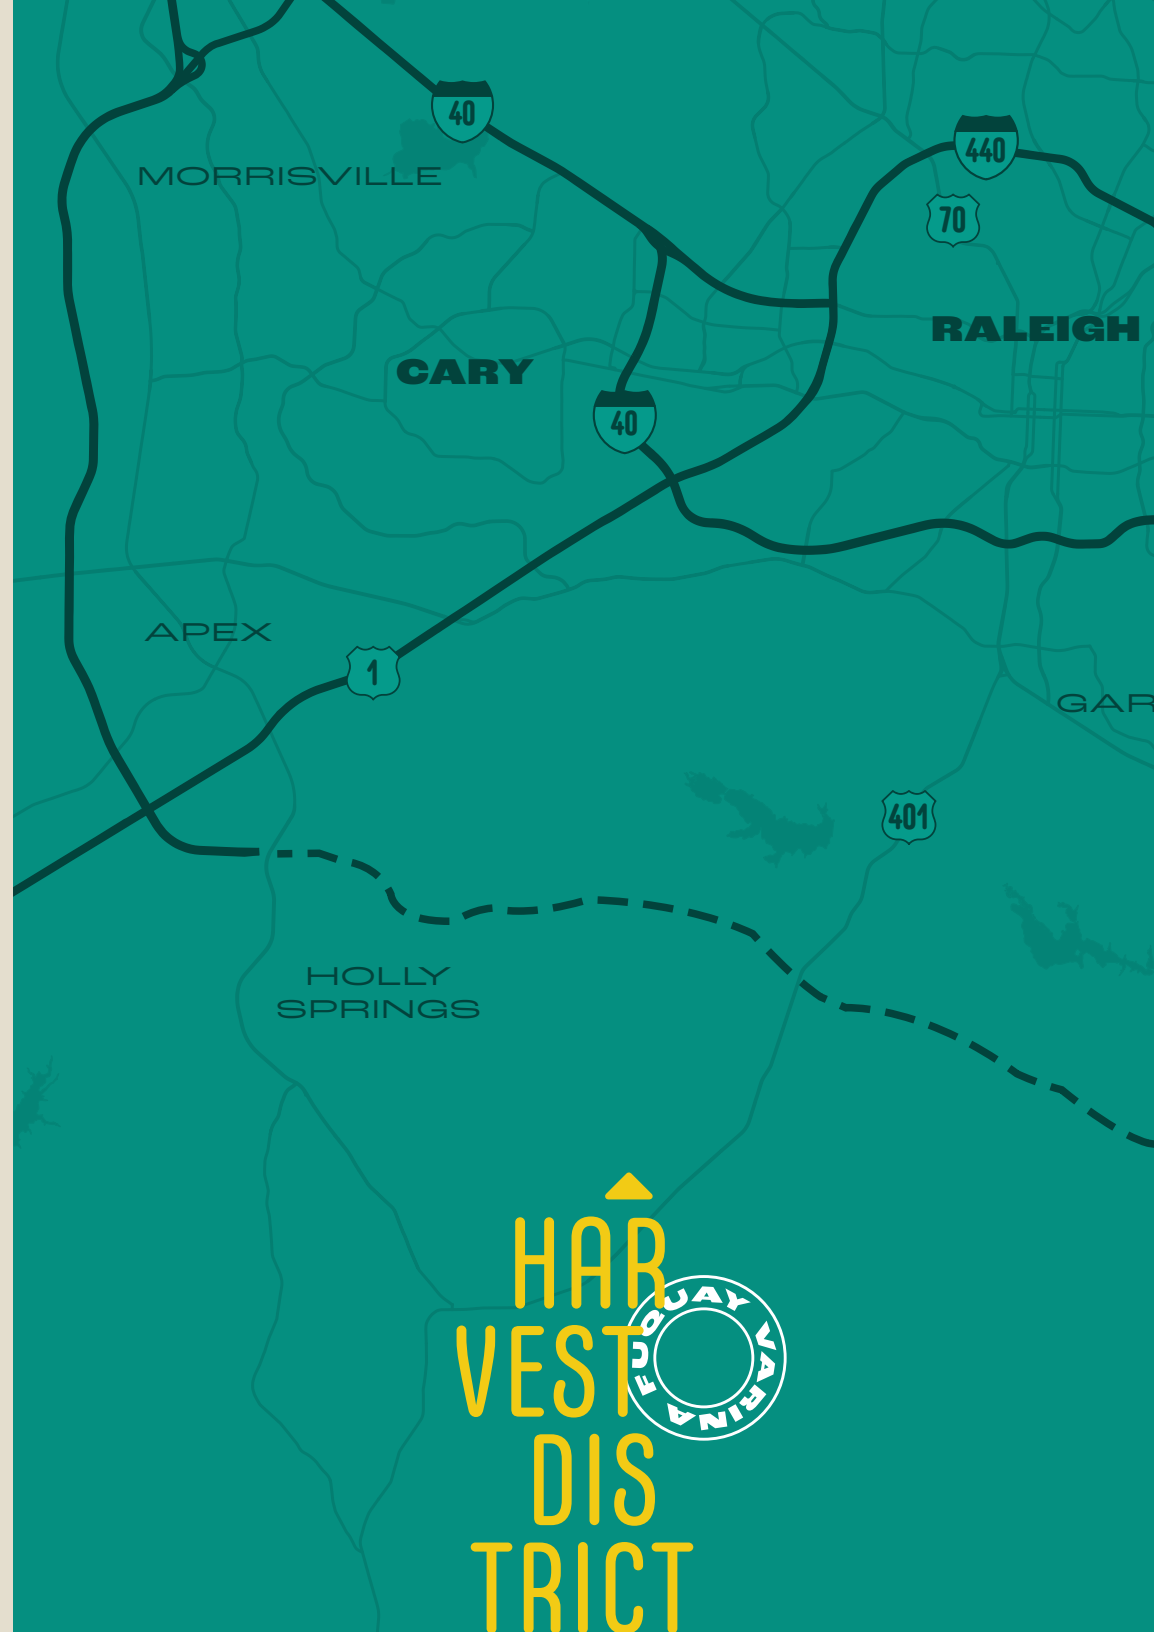 40
440
MORRISVILLE
70
RALEIGH
CARY
40
APEX
1
GAR
401
HOLLY
SPRINGS
HAR
VEST
DIS
TRICT
FUQUAY VARINA